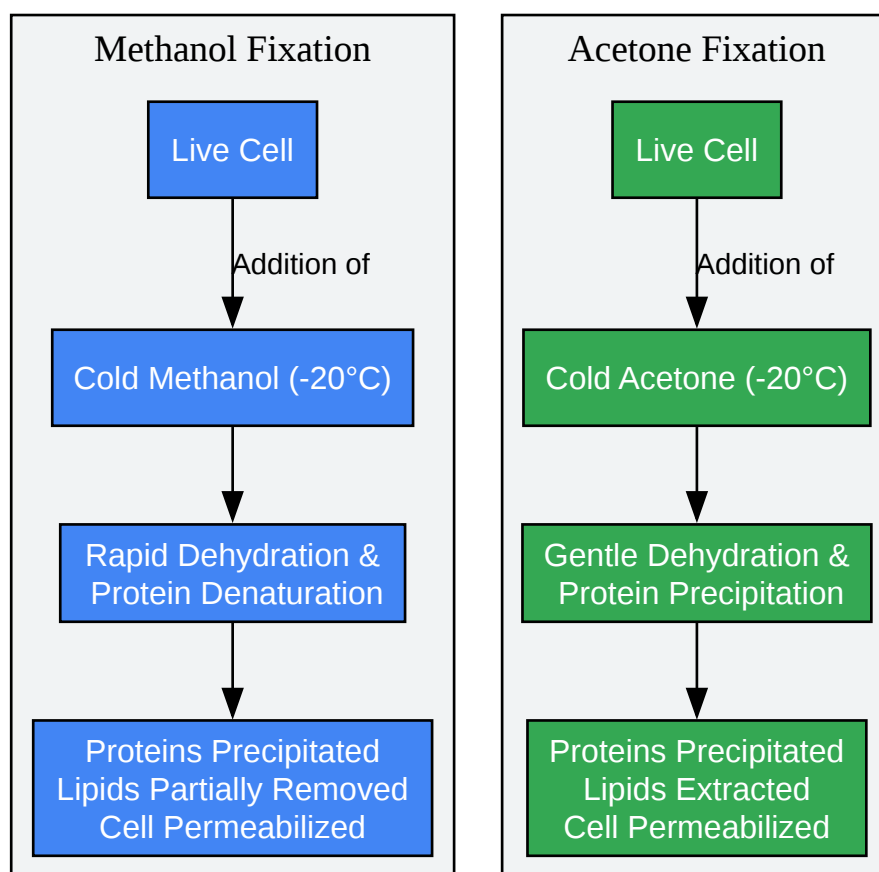 Methanol Fixation
Live Cell
Addition of
Cold Methanol (-20°C)
Rapid Dehydration &
Protein Denaturation
Proteins Precipitated
Lipids Partially Removed
Cell Permeabilized
Acetone Fixation
Live Cell
Addition of
Cold Acetone (-20°C)
Gentle Dehydration &
Protein Precipitation
Proteins Precipitated
Lipids Extracted
Cell Permeabilized